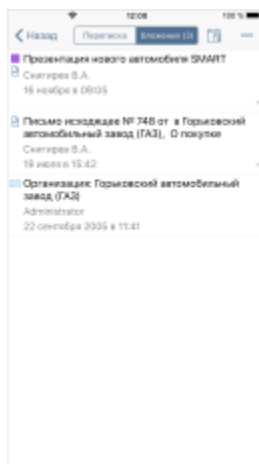 12:08 100 %
Назад Переписка Вложения (3)
Презентация нового автомобиля SMART
Снегирев В.А.
16 ноября в 09:05
Письмо исходящее № 748 от в Горьковский
автомобильный завод (ГАЗ), О покупке
Снегирев В.А.
19 июля в 15:42
Организация: Горьковский автомобильный
завод (ГАЗ)
Administrator
22 сентября 2005 в 11:41